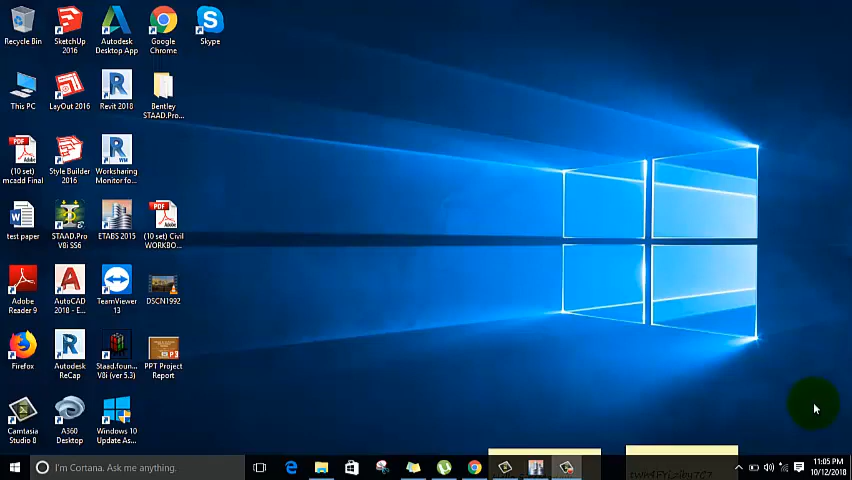 Recycle Bin
SketchUp 2016
Autodesk Desktop App
Google Chrome
Skype
This PC
LayOut 2016
Revit 2018
Bentley STAAD.Pro...
(10 set) mcadd Final
Style Builder 2016
Worksharing Monitor fo...
test paper
STAAD.Pro V8i SS6
ETABS 2015
(10 set) Civil WORKBO...
Adobe Reader 9
AutoCAD 2018 - E...
TeamViewer 13
DSCN1992
Firefox
Autodesk ReCap
Staad.foun... V8i (ver 5.3)
PPT Project Report
Camtasia Studio 8
A360 Desktop
Windows 10 Update As...
I'm Cortana. Ask me anything.
11:05 PM
10/12/2018